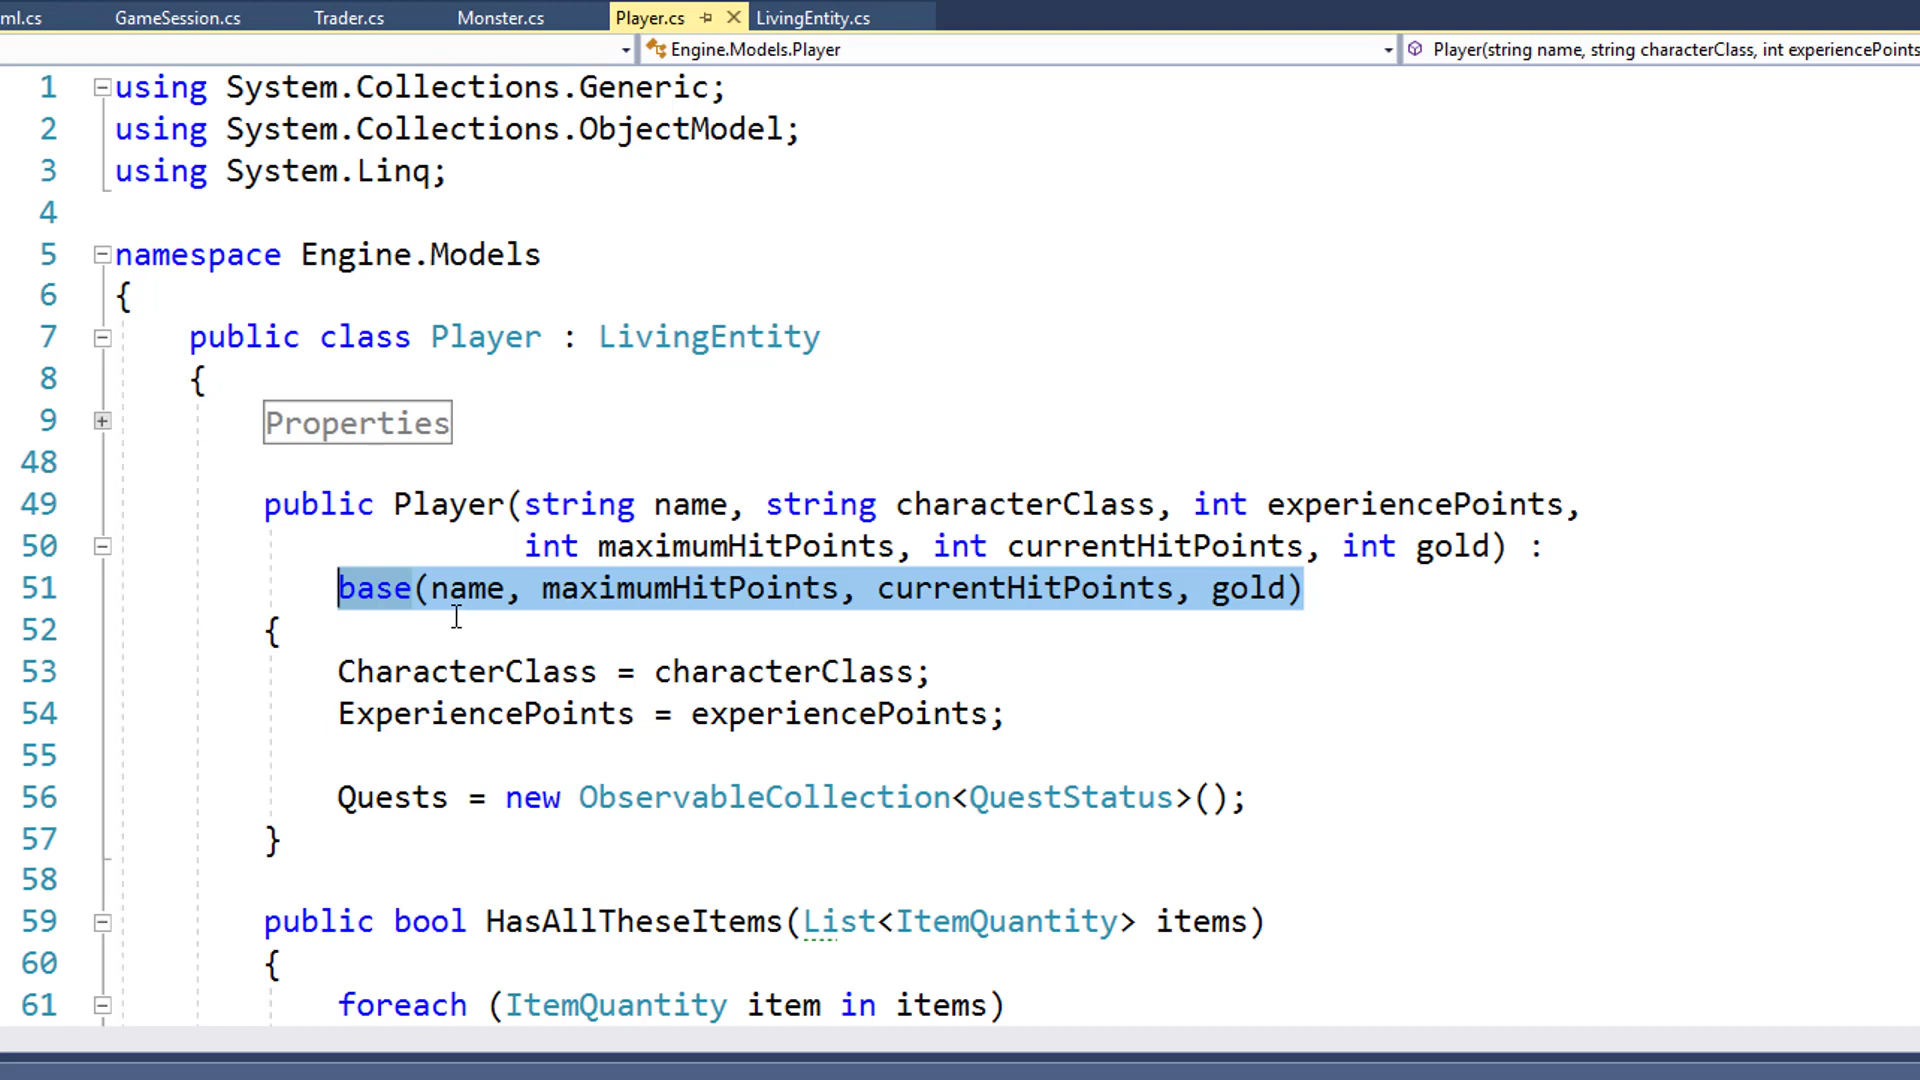 ml.cs GameSession.cs Trader.cs Monster.cs Player.cs LivingEntity.cs
Engine.Models.Player Player(string name, string characterClass, int experiencePoints
1 using System.Collections.Generic;
2 using System.Collections.ObjectModel;
3 using System.Linq;
4
5 namespace Engine.Models
6 {
7 public class Player : LivingEntity
8 {
9 Properties
48
49 public Player(string name, string characterClass, int experiencePoints,
50 int maximumHitPoints, int currentHitPoints, int gold) :
51 base(name, maximumHitPoints, currentHitPoints, gold)
52 {
53 CharacterClass = characterClass;
54 ExperiencePoints = experiencePoints;
55
56 Quests = new ObservableCollection<QuestStatus>();
57 }
58
59 public bool HasAllTheseItems(List<ItemQuantity> items)
60 {
61 foreach (ItemQuantity item in items)